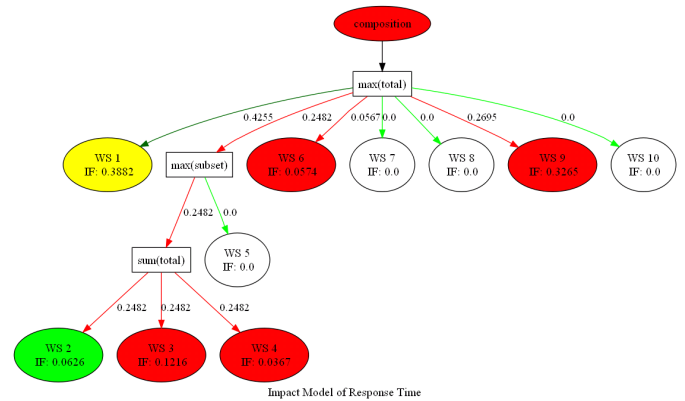 composition
max(total)
0.4255
0.2482
0.0567
0.0
0.0
0.2695
0.0
WS 1
IF: 0.3882
max(subset)
WS 6
IF: 0.0574
WS 7
IF: 0.0
WS 8
IF: 0.0
WS 9
IF: 0.3265
WS 10
IF: 0.0
0.2482
0.0
sum(total)
WS 5
IF: 0.0
0.2482
0.2482
0.2482
WS 2
IF: 0.0626
WS 3
IF: 0.1216
WS 4
IF: 0.0367
Impact Model of Response Time